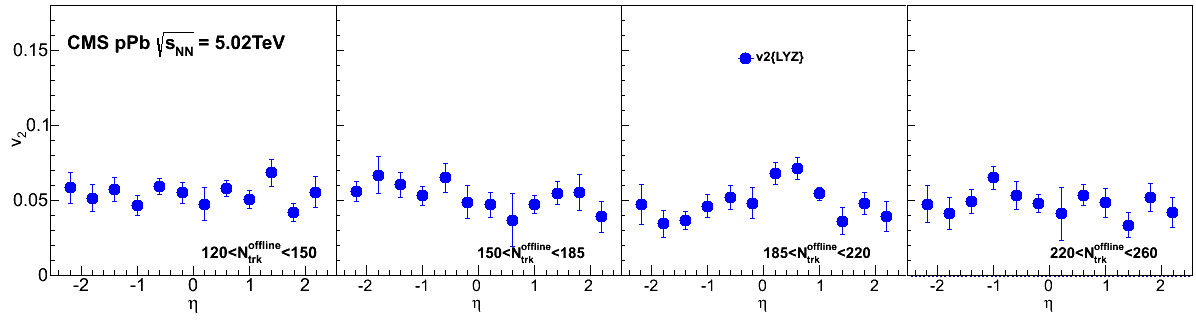 CMS pPb √s_NN = 5.02TeV
v2{LYZ}
v_2
0.15
0.1
0.05
0
120<N_trk^offline<150
150<N_trk^offline<185
185<N_trk^offline<220
220<N_trk^offline<260
-2 -1 0 1 2
-2 -1 0 1 2
-2 -1 0 1 2
-2 -1 0 1 2
η
η
η
η